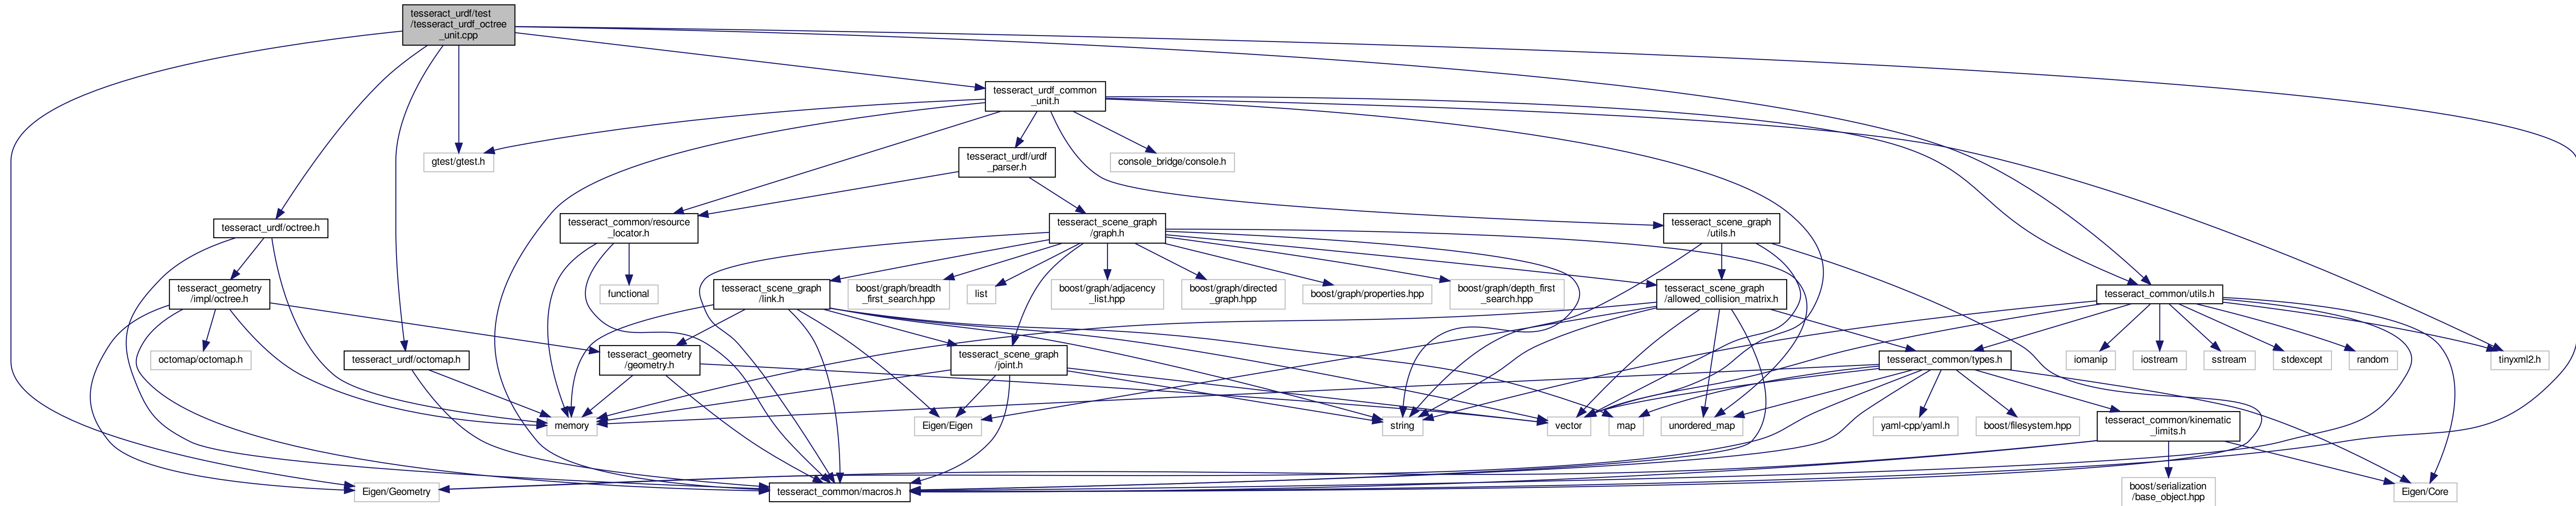 tesseract_urdf/test
/tesseract_urdf_octree
_unit.cpp
tesseract_urdf_common
_unit.h
gtest/gtest.h
tesseract_urdf/urdf
_parser.h
console_bridge/console.h
tesseract_urdf/octree.h
tesseract_common/resource
_locator.h
tesseract_scene_graph
/graph.h
tesseract_scene_graph
/utils.h
tesseract_geometry
/impl/octree.h
functional
tesseract_scene_graph
/link.h
boost/graph/breadth
_first_search.hpp
list
boost/graph/adjacency
_list.hpp
boost/graph/directed
_graph.hpp
boost/graph/properties.hpp
boost/graph/depth_first
_search.hpp
tesseract_scene_graph
/allowed_collision_matrix.h
tesseract_common/utils.h
octomap/octomap.h
tesseract_urdf/octomap.h
tesseract_geometry
/geometry.h
tesseract_scene_graph
/joint.h
tesseract_common/types.h
iomanip
iostream
sstream
stdexcept
random
tinyxml2.h
memory
Eigen/Eigen
string
vector
map
unordered_map
yaml-cpp/yaml.h
boost/filesystem.hpp
tesseract_common/kinematic
_limits.h
Eigen/Geometry
tesseract_common/macros.h
boost/serialization
/base_object.hpp
Eigen/Core